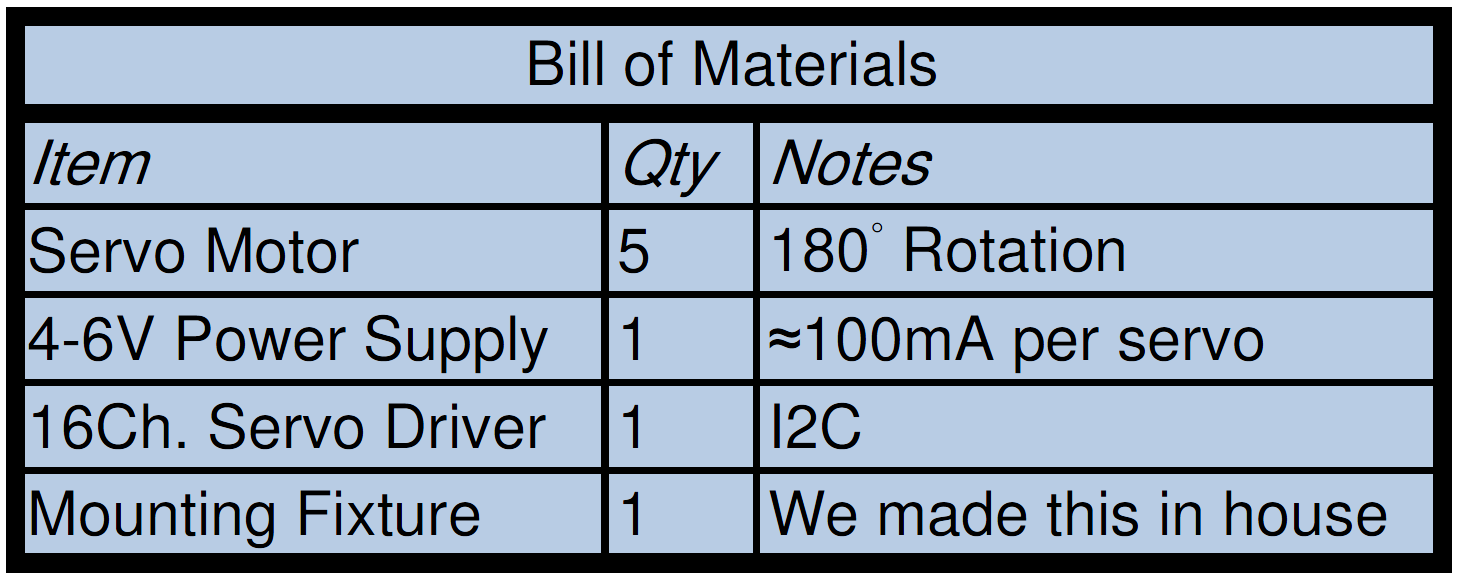 Bill of Materials
Item Qty Notes
Servo Motor 5 180° Rotation
4-6V Power Supply 1 ≈100mA per servo
16Ch. Servo Driver 1 I2C
Mounting Fixture 1 We made this in house